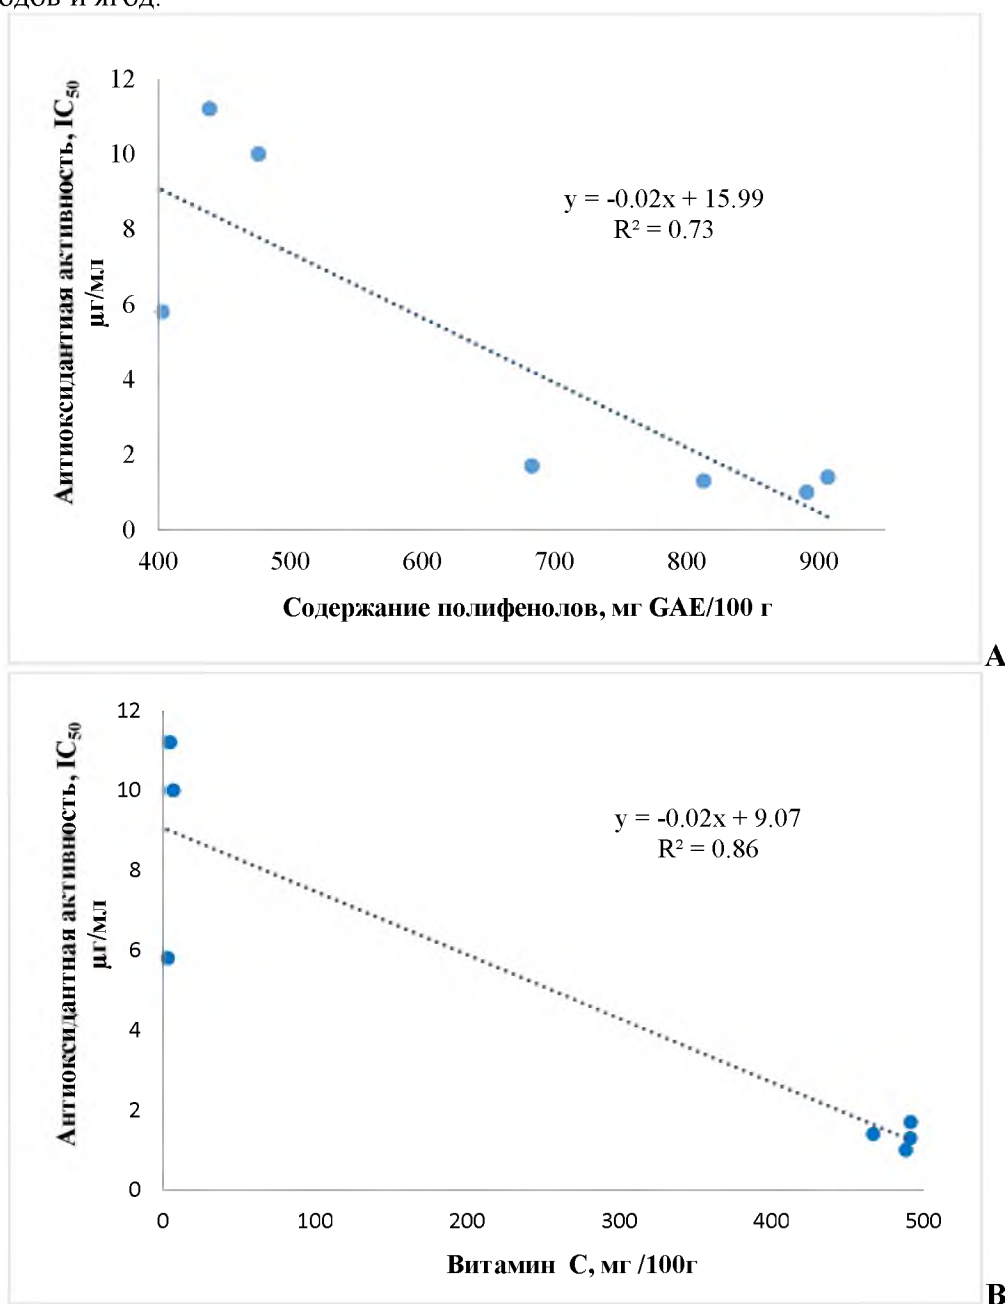 одов и ягод.
Аитиоксидантиая активность, IC50
μг/мл
12
10
8
6
4
2
0
y = -0.02x + 15.99
R² = 0.73
400 500 600 700 800 900
Содержание полифенолов, мг GAE/100 г
А
Антиоксидантная активность, IC50
μг/мл
12
10
8
6
4
2
0
y = -0.02x + 9.07
R² = 0.86
0 100 200 300 400 500
Витамин С, мг /100г
В